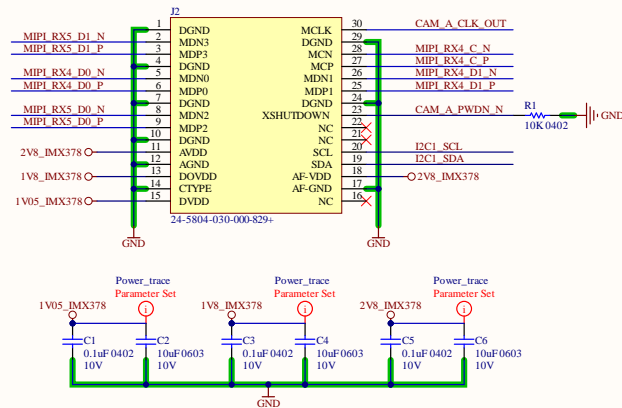 J2
MIPI_RX5_D1_N 1 DGND MCLK 30 CAM_A_CLK_OUT
2 MDN3 DGND 29
MIPI_RX5_D1_P 3 MDP3 MCN 28 MIPI_RX4_C_N
4 DGND MCP 27 MIPI_RX4_C_P
MIPI_RX4_D0_N 5 MDN0 MDN1 26 MIPI_RX4_D1_N
MIPI_RX4_D0_P 6 MDP0 MDP1 25 MIPI_RX4_D1_P
7 DGND DGND 24
MIPI_RX5_D0_N 8 MDN2 XSHUTDOWN 23 CAM_A_PWDN_N R1 GND
MIPI_RX5_D0_P 9 MDP2 NC 22 10K 0402
10 DGND NC 21
2V8_IMX378 11 AVDD SCL 20 I2C1_SCL
12 AGND SDA 19 I2C1_SDA
1V8_IMX378 13 DOVDD AF-VDD 18 2V8_IMX378
14 CTYPE AF-GND 17
1V05_IMX378 15 DVDD NC 16
24-5804-030-000-829+
GND GND
Power_trace Power_trace Power_trace
Parameter Set Parameter Set Parameter Set
1V05_IMX378 i 1V8_IMX378 i 2V8_IMX378 i
C1 C2 C3 C4 C5 C6
0.1uF 0402 10uF 0603 0.1uF 0402 10uF 0603 0.1uF 0402 10uF 0603
10V 10V 10V 10V 10V 10V
GND